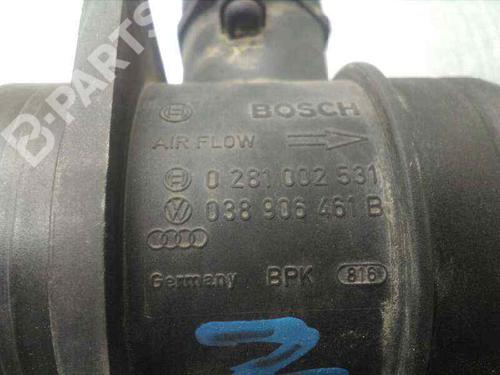 B-PARTS
BOSCH
AIR FLOW
0 281 002 531
038 906 461 B
Germany BPK 816